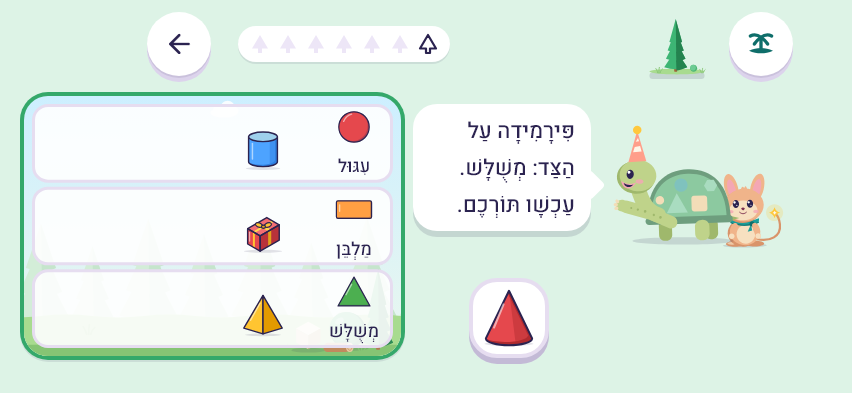 פִּירָמִידָה עַל
הַצַּד: מְשֻׁלָּשׁ.
עַכְשָׁו תּוֹרְכֶם.
עִגּוּל
מַלְבֵּן
מְשֻׁלָּשׁ